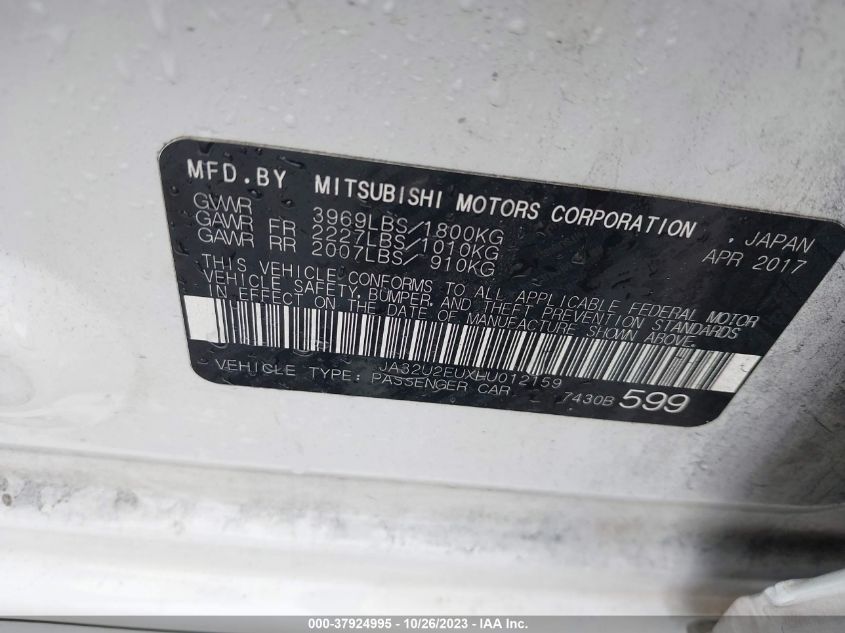 MFD.BY MITSUBISHI MOTORS CORPORATION , JAPAN
GVWR 3969LBS/1800KG APR 2017
GAWR FR 2227LBS/1010KG
GAWR RR 2007LBS/ 910KG
THIS VEHICLE CONFORMS TO ALL APPLICABLE FEDERAL MOTOR
VEHICLE SAFETY, BUMPER, AND THEFT PREVENTION STANDARDS
IN EFFECT ON THE DATE OF MANUFACTURE SHOWN ABOVE.
JA32U2EUXHU012159
VEHICLE TYPE: PASSENGER CAR 7430B 599
000-37924995 - 10/26/2023 - IAA Inc.